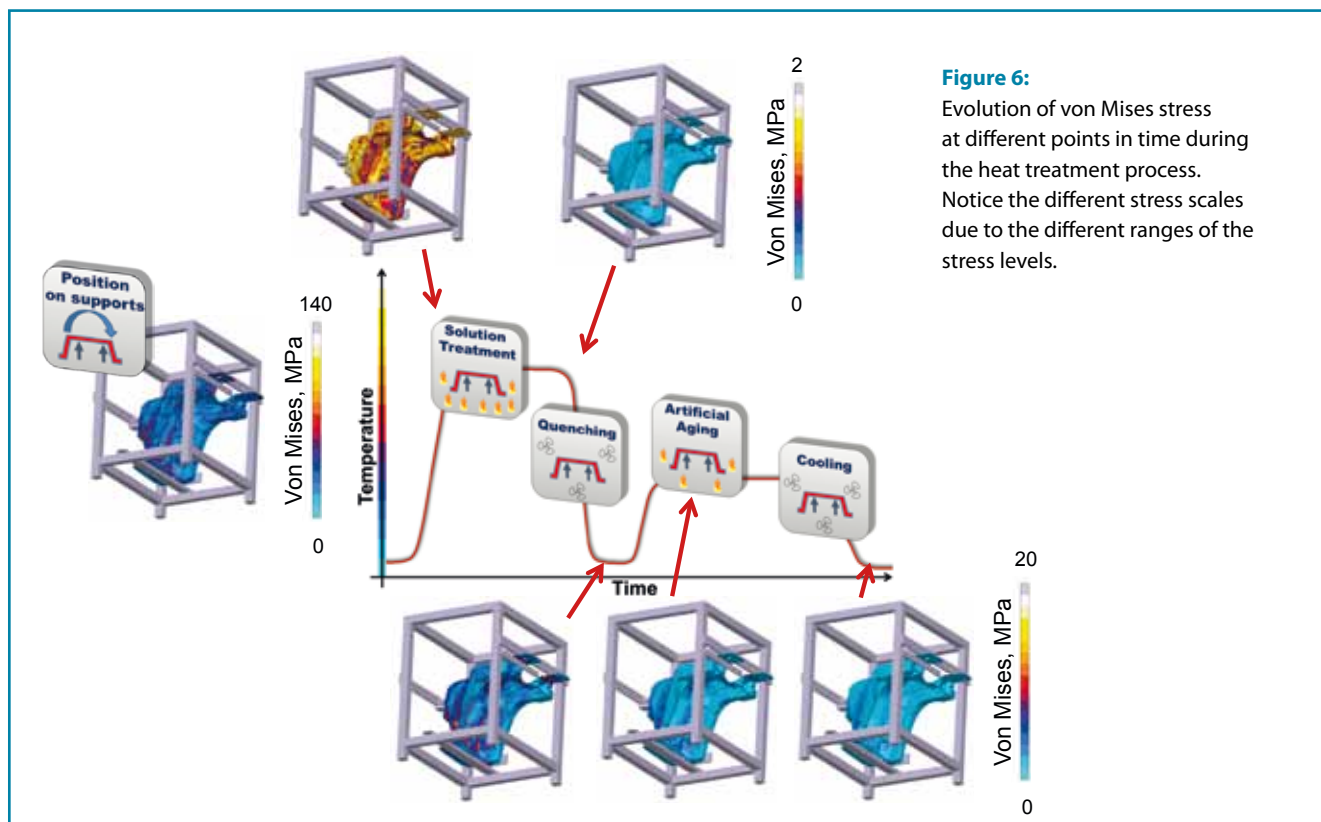 Figure 6:
Evolution of von Mises stress
at different points in time during
the heat treatment process.
Notice the different stress scales
due to the different ranges of the
stress levels.
2
Von Mises, MPa
0
Position
on supports
140
Von Mises, MPa
0
Temperature
Solution
Treatment
Quenching
Artificial
Aging
Cooling
Time
20
Von Mises, MPa
0